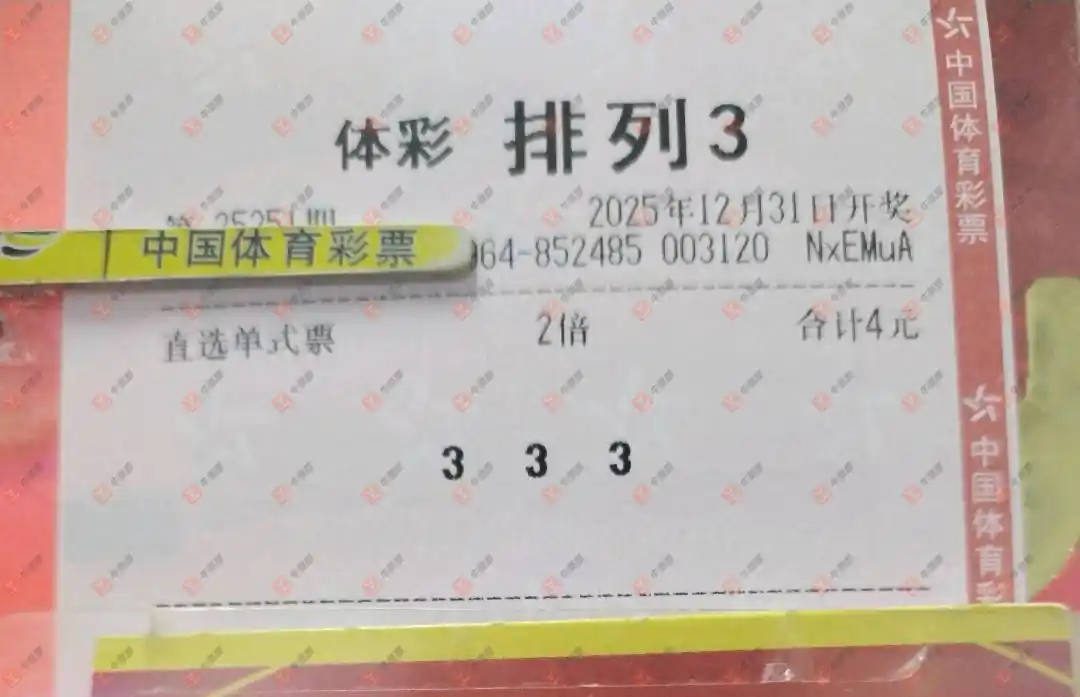 体彩 排列3
2025年12月31日开奖
中国体育彩票
64-852485 003120 NxEMuA
直选单式票 2倍 合计4元
3 3 3
中国体育彩票
中国体育彩